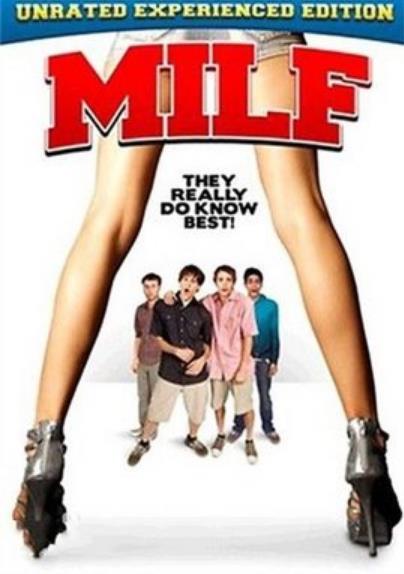 UNRATED EXPERIENCED EDITION
MILF
THEY
REALLY
DO KNOW
BEST!